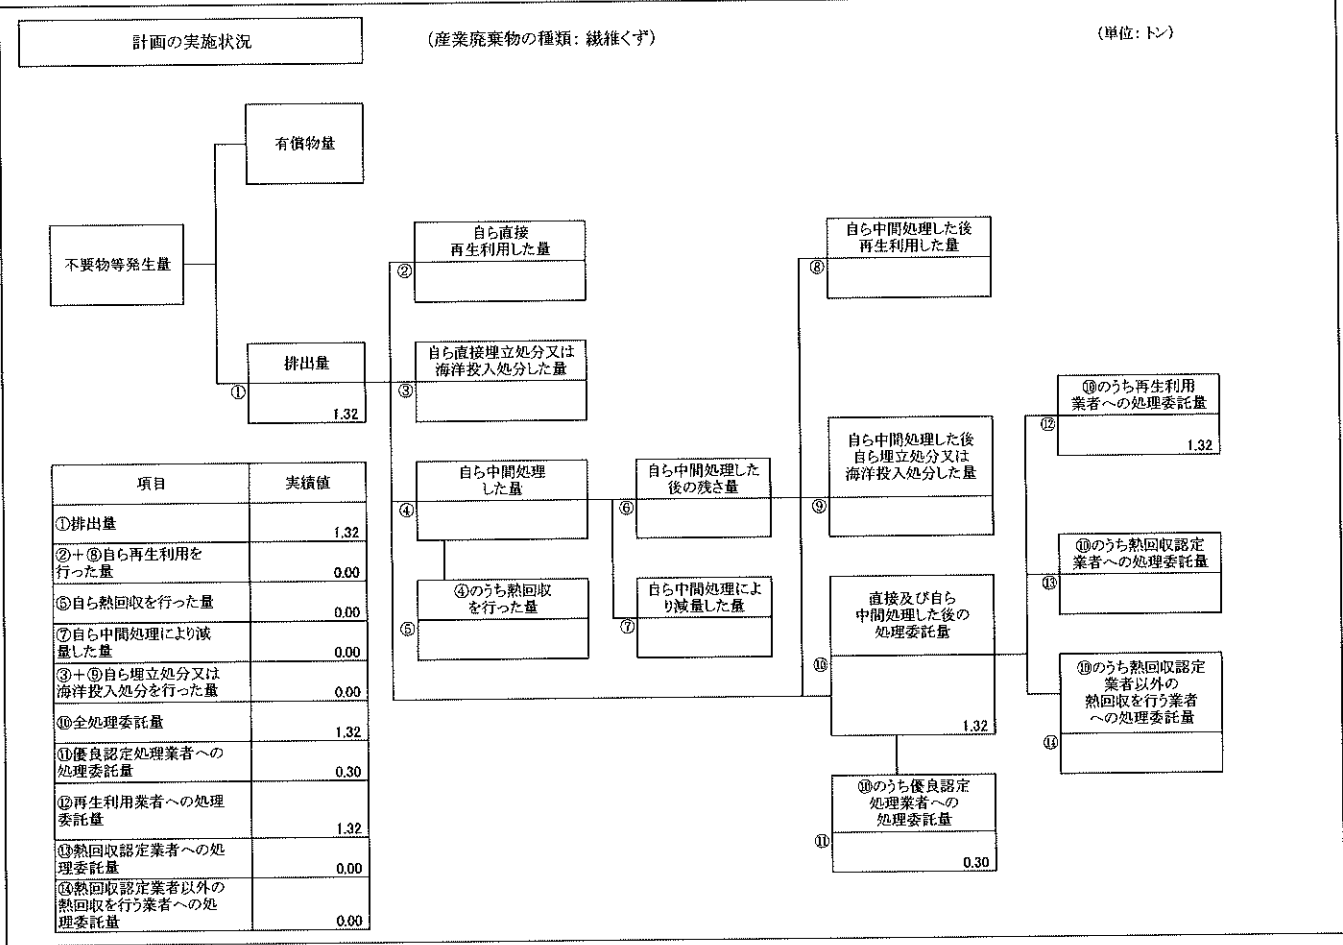 計画の実施状況
(産業廃棄物の種類: 繊維くず)
(単位: トン)
有償物量
不要物等発生量
排出量
①
1.32
自ら直接
再生利用した量
②
自ら直接埋立処分又は
海洋投入処分した量
③
自ら中間処理
した量
④
④のうち熱回収
を行った量
⑤
自ら中間処理した
後の残さ量
⑥
自ら中間処理によ
り減量した量
⑦
自ら中間処理した後
再生利用した量
⑧
自ら中間処理した後
自ら埋立処分又は
海洋投入処分した量
⑨
直接及び自ら
中間処理した後の
処理委託量
⑩
1.32
⑩のうち優良認定
処理業者への
処理委託量
⑪
0.30
⑩のうち再生利用
業者への処理委託量
⑫
1.32
⑩のうち熱回収認定
業者への処理委託量
⑬
⑩のうち熱回収認定
業者以外の
熱回収を行う業者
への処理委託量
⑭
項目 実績値
①排出量 1.32
②+⑧自ら再生利用を
行った量 0.00
⑤自ら熱回収を行った量 0.00
⑦自ら中間処理により減
量した量 0.00
③+⑨自ら埋立処分又は
海洋投入処分を行った量 0.00
⑩全処理委託量 1.32
⑪優良認定処理業者への
処理委託量 0.30
⑫再生利用業者への処理
委託量 1.32
⑬熱回収認定業者への処
理委託量 0.00
⑭熱回収認定業者以外の
熱回収を行う業者への処
理委託量 0.00